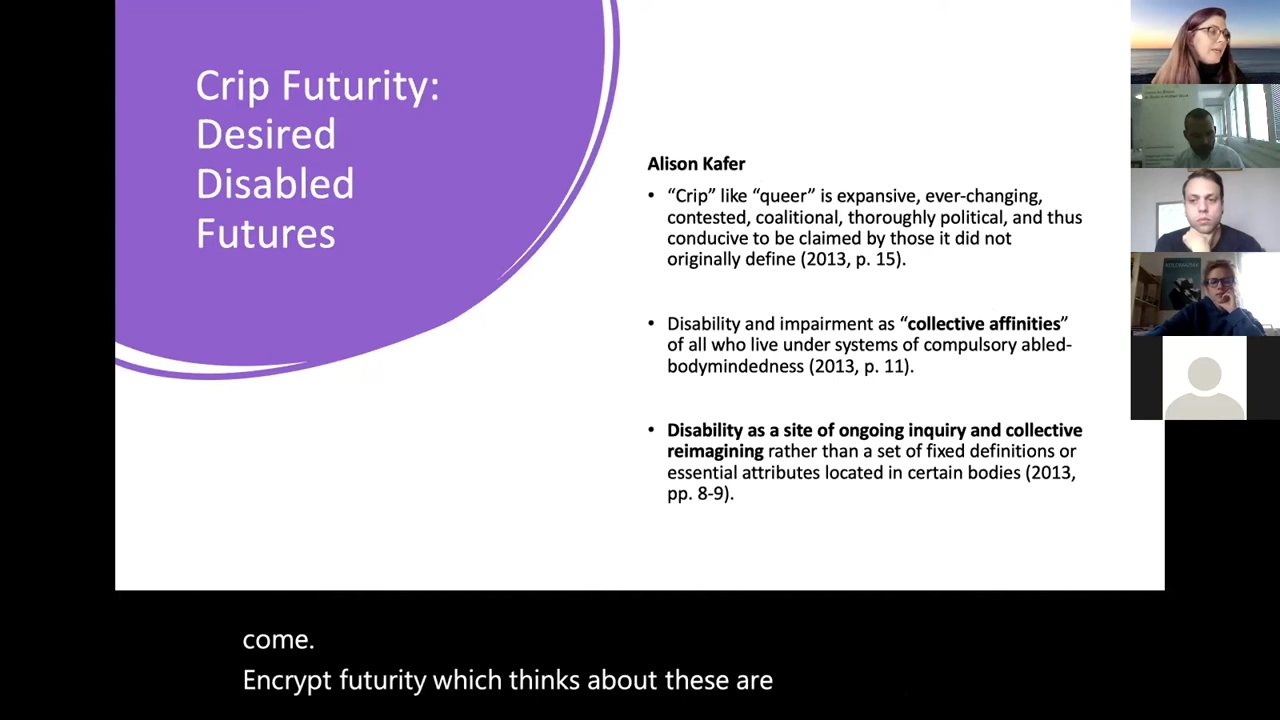 Crip Futurity:
Desired
Disabled
Futures
Alison Kafer
• “Crip” like “queer” is expansive, ever-changing,
contested, coalitional, thoroughly political, and thus
conducive to be claimed by those it did not
originally define (2013, p. 15).
• Disability and impairment as “collective affinities”
of all who live under systems of compulsory abled-
bodymindedness (2013, p. 11).
• Disability as a site of ongoing inquiry and collective
reimagining rather than a set of fixed definitions or
essential attributes located in certain bodies (2013,
pp. 8-9).
come.
Encrypt futurity which thinks about these are